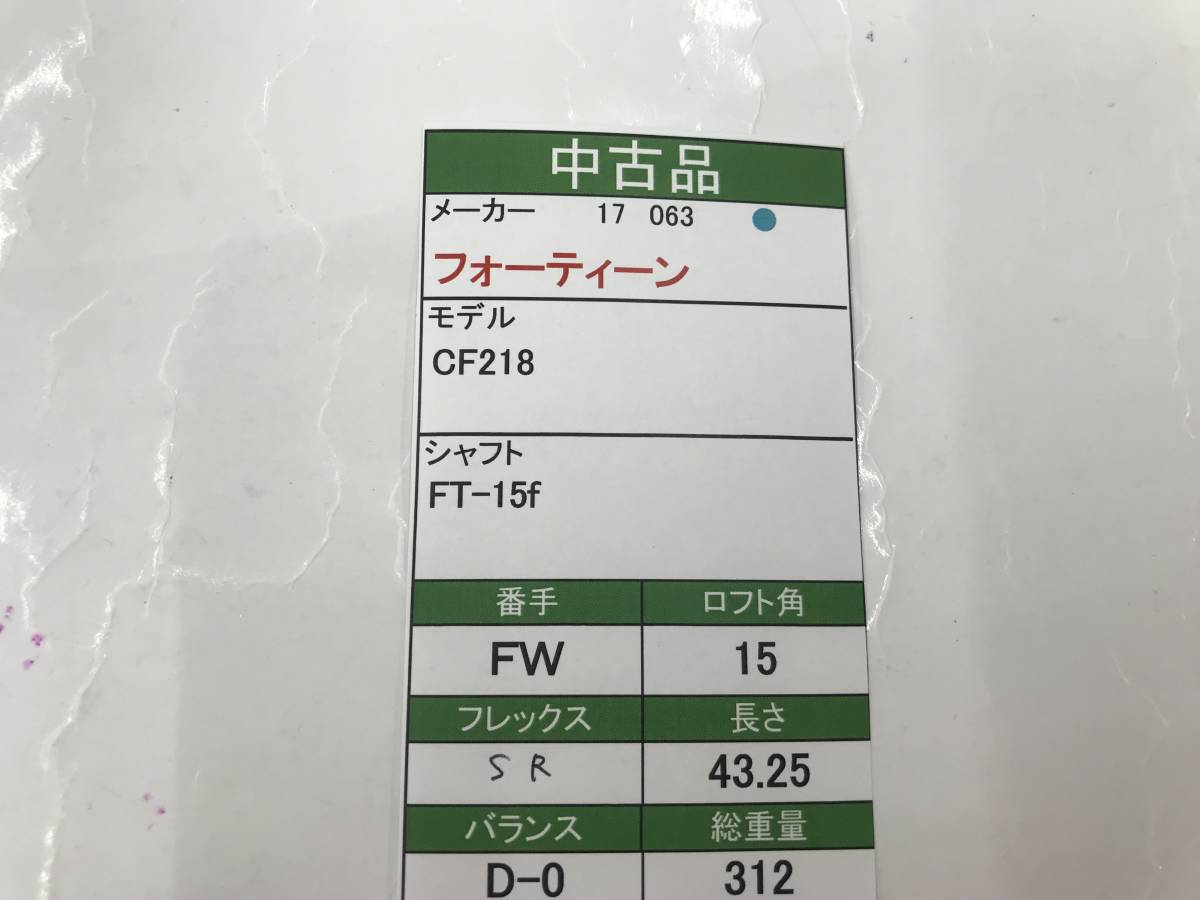 中古品
メーカー 17 063
フォーティーン
モデル
CF218
シャフト
FT-15f
番手 ロフト角
FW 15
フレックス 長さ
SR 43.25
バランス 総重量
D-0 312